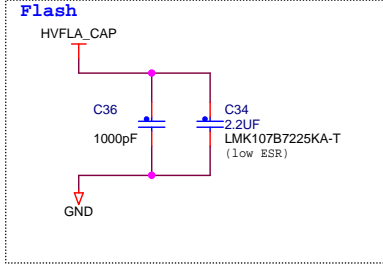 Flash
HVFLA_CAP
C36
1000pF
C34
2.2UF
LMK107B7225KA-T
(low ESR)
GND